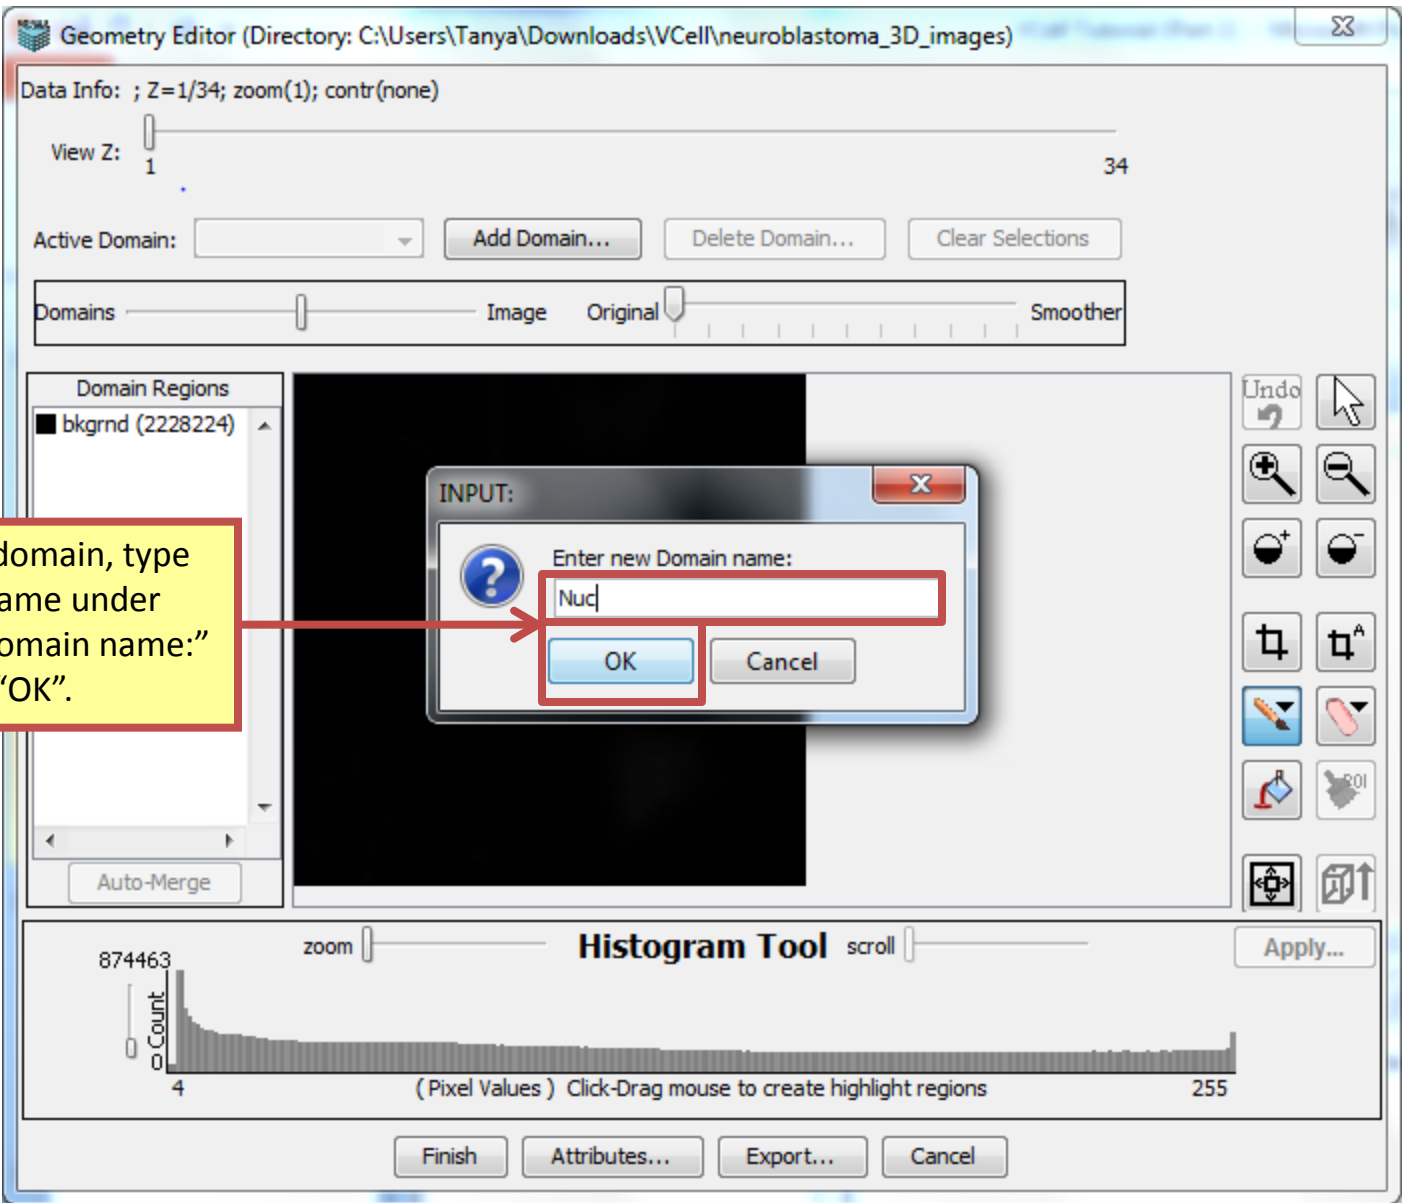 Geometry Editor (Directory: C:\Users\Tanya\Downloads\VCell\neuroblastoma_3D_images)
Data Info: ; Z=1/34; zoom(1); contr(none)
View Z:
1
34
Active Domain:
Add Domain...
Delete Domain...
Clear Selections
Domains
Image
Original
Smoother
Domain Regions
bkgrnd (2228224)
Undo
INPUT:
Enter new Domain name:
Nuc
OK
Cancel
domain, type
ame under
omain name:"
"OK".
A
ROI
Auto-Merge
zoom
Histogram Tool
scroll
Apply...
874463
Count
0
4
( Pixel Values ) Click-Drag mouse to create highlight regions
255
Finish
Attributes...
Export...
Cancel